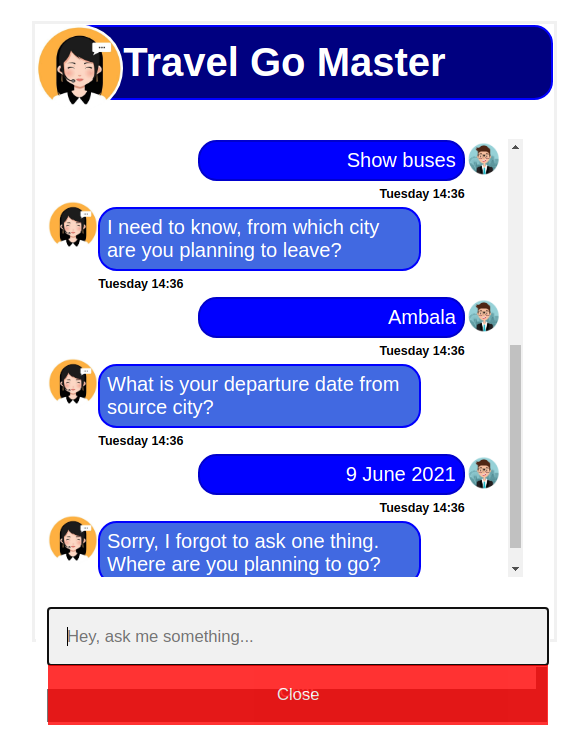 Travel Go Master
Show buses
Tuesday 14:36
I need to know, from which city
are you planning to leave?
Tuesday 14:36
Ambala
Tuesday 14:36
What is your departure date from
source city?
Tuesday 14:36
9 June 2021
Tuesday 14:36
Sorry, I forgot to ask one thing.
Where are you planning to go?
Hey, ask me something...
Close